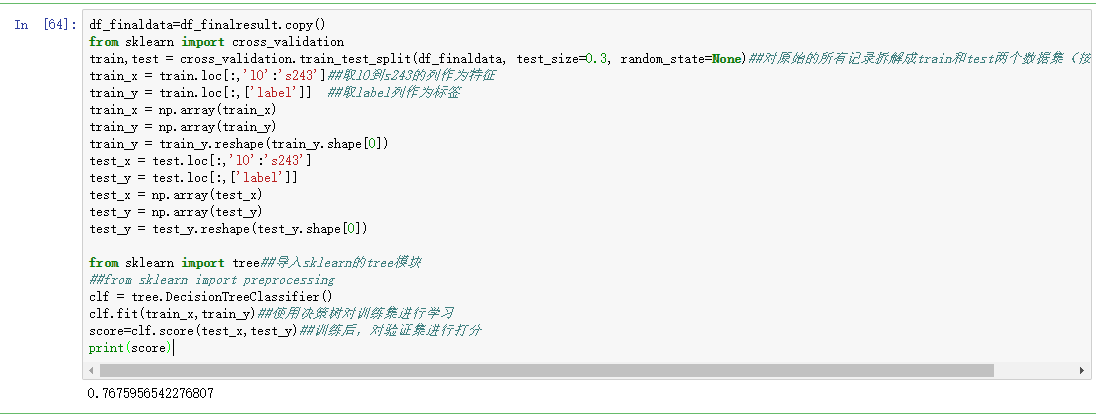 In [64]:
df_finaldata=df_finalresult.copy()
from sklearn import cross_validation
train,test = cross_validation.train_test_split(df_finaldata, test_size=0.3, random_state=None)##对原始的所有记录拆解成train和test两个数据集（按
train_x = train.loc[:,'l0':'s243']##取l0到s243的列作为特征
train_y = train.loc[:,['label']]  ##取label列作为标签
train_x = np.array(train_x)
train_y = np.array(train_y)
train_y = train_y.reshape(train_y.shape[0])
test_x = test.loc[:,'l0':'s243']
test_y = test.loc[:,['label']]
test_x = np.array(test_x)
test_y = np.array(test_y)
test_y = test_y.reshape(test_y.shape[0])
from sklearn import tree##导入sklearn的tree模块
##from sklearn import preprocessing
clf = tree.DecisionTreeClassifier()
clf.fit(train_x,train_y)##使用决策树对训练集进行学习
score=clf.score(test_x,test_y)##训练后，对验证集进行打分
print(score)
0.7675956542276807